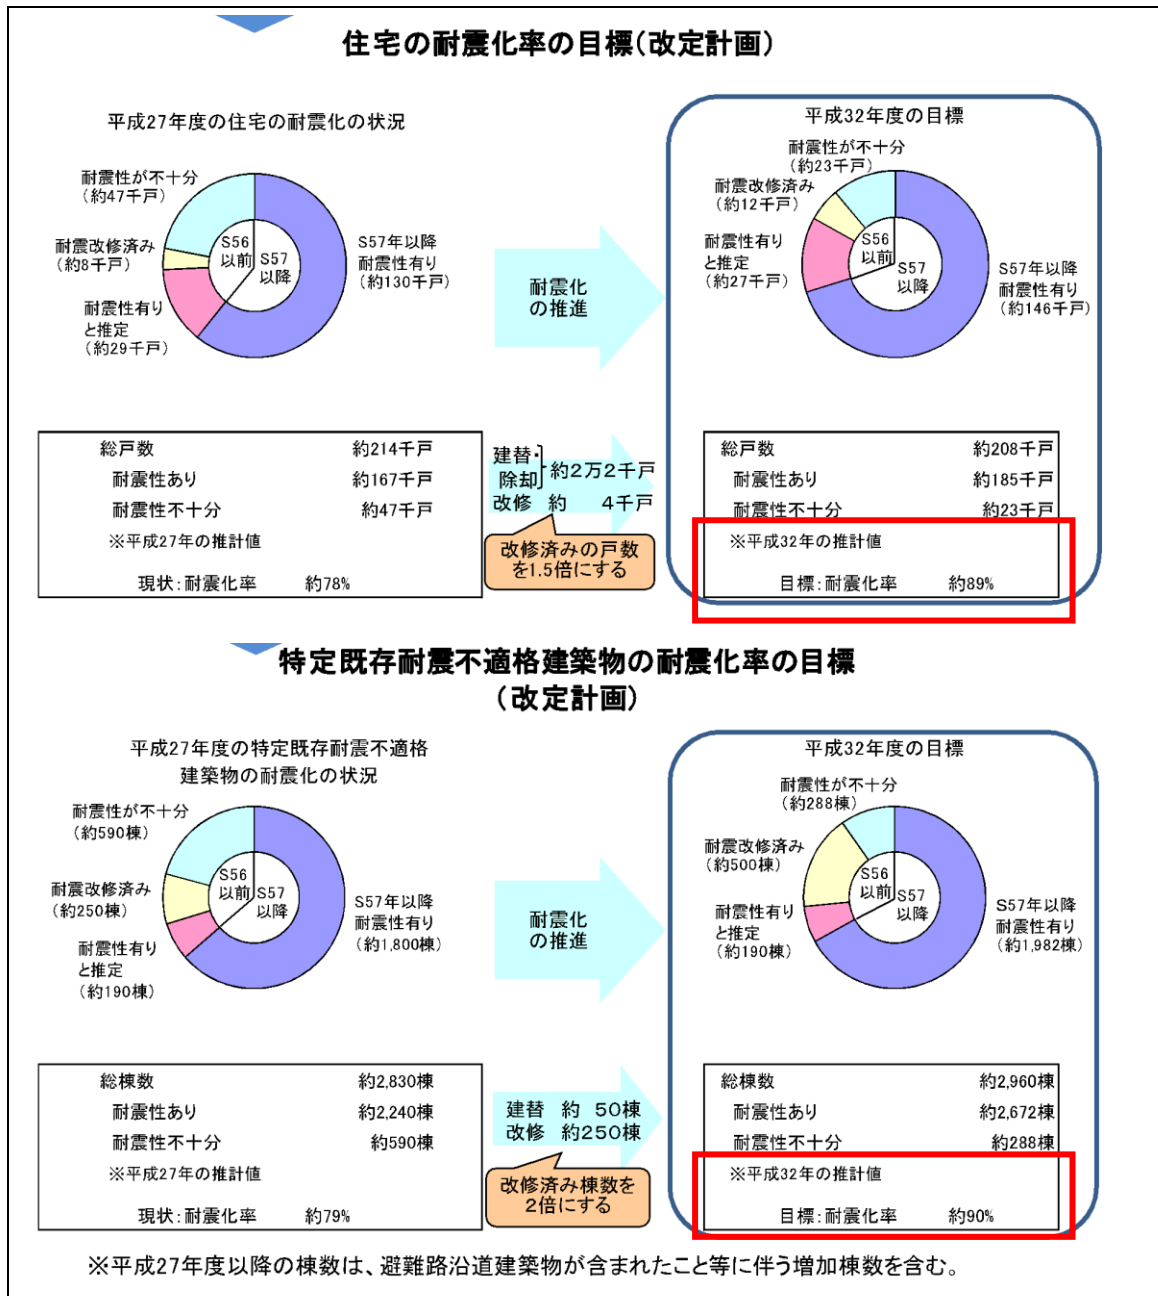 住宅の耐震化率の目標(改定計画)
平成27年度の住宅の耐震化の状況
耐震性が不十分
(約47千戸)
耐震改修済み
(約8千戸)
耐震性有り
と推定
(約29千戸)
S56
以前
S57
以降
S57年以降
耐震性有り
(約130千戸)
耐震化
の推進
平成32年度の目標
耐震性が不十分
(約23千戸)
耐震改修済み
(約12千戸)
耐震性有り
と推定
(約27千戸)
S56
以前
S57
以降
S57年以降
耐震性有り
(約146千戸)
総戸数 約214千戸
耐震性あり 約167千戸
耐震性不十分 約47千戸
※平成27年の推計値
現状:耐震化率 約78%
建替・
除却
約2万2千戸
改修 約 4千戸
改修済みの戸数
を1.5倍にする
総戸数 約208千戸
耐震性あり 約185千戸
耐震性不十分 約23千戸
※平成32年の推計値
目標:耐震化率 約89%
特定既存耐震不適格建築物の耐震化率の目標
(改定計画)
平成27年度の特定既存耐震不適格
建築物の耐震化の状況
耐震性が不十分
(約590棟)
耐震改修済み
(約250棟)
耐震性有り
と推定
(約190棟)
S56
以前
S57
以降
S57年以降
耐震性有り
(約1,800棟)
耐震化
の推進
平成32年度の目標
耐震性が不十分
(約288棟)
耐震改修済み
(約500棟)
耐震性有り
と推定
(約190棟)
S56
以前
S57
以降
S57年以降
耐震性有り
(約1,982棟)
総棟数 約2,830棟
耐震性あり 約2,240棟
耐震性不十分 約590棟
※平成27年の推計値
現状:耐震化率 約79%
建替 約 50棟
改修 約250棟
改修済み棟数を
2倍にする
総棟数 約2,960棟
耐震性あり 約2,672棟
耐震性不十分 約288棟
※平成32年の推計値
目標:耐震化率 約90%
※平成27年度以降の棟数は、避難路沿道建築物が含まれたこと等に伴う増加棟数を含む。